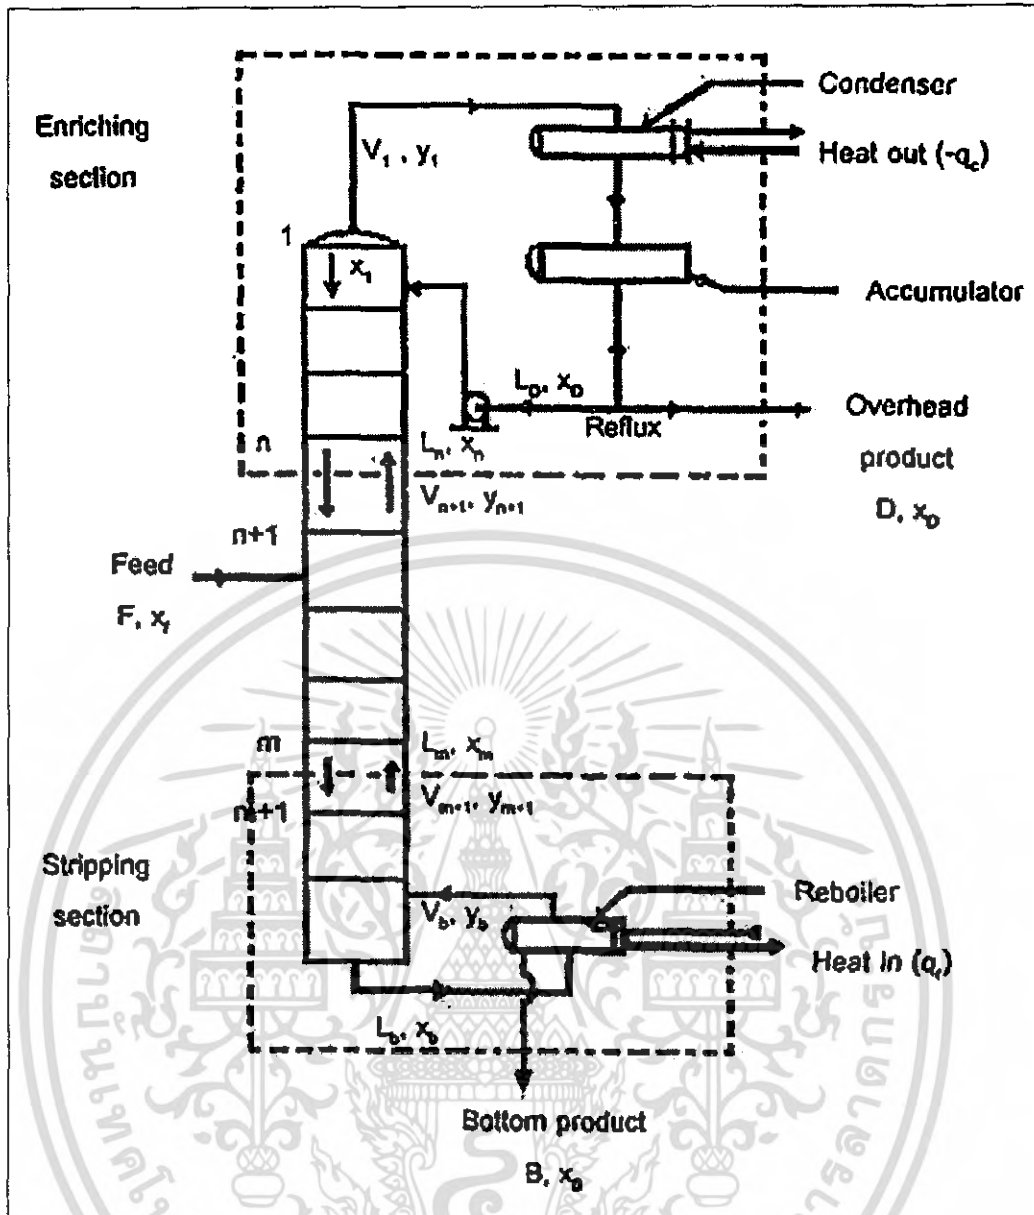 Enriching
section
Condenser
Heat out (-q_c)
V_1, y_1
1
x_1
Accumulator
L_D, x_D
Reflux
Overhead
product
D, x_D
n
L_n, x_n
V_n+1, y_n+1
n+1
Feed
F, x_f
m
L_m, x_m
V_m+1, y_m+1
m+1
Stripping
section
V_b, y_b
Reboiler
Heat in (q_r)
L_b, x_b
Bottom product
B, x_B